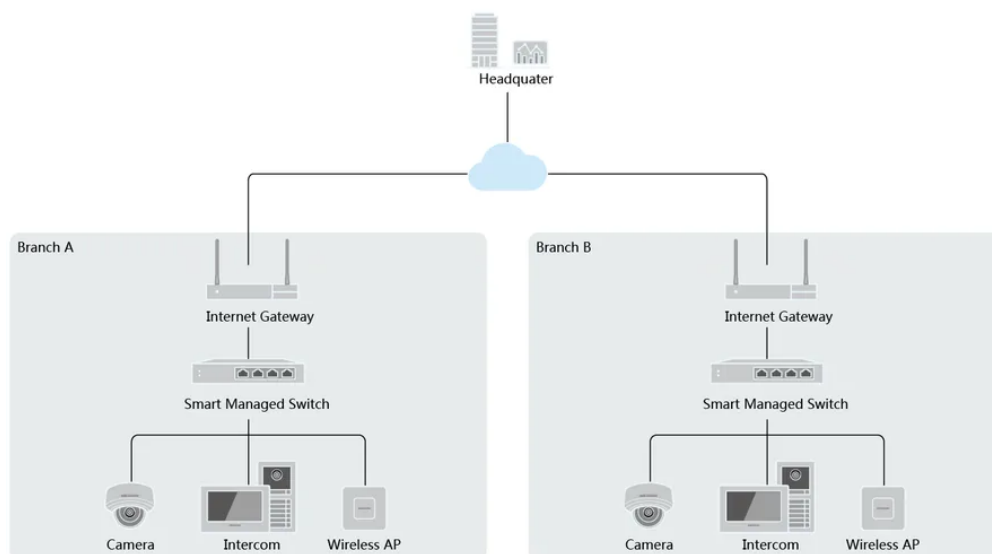 Headquater
Branch A
Branch B
Internet Gateway
Internet Gateway
Smart Managed Switch
Smart Managed Switch
Camera
Intercom
Wireless AP
Camera
Intercom
Wireless AP